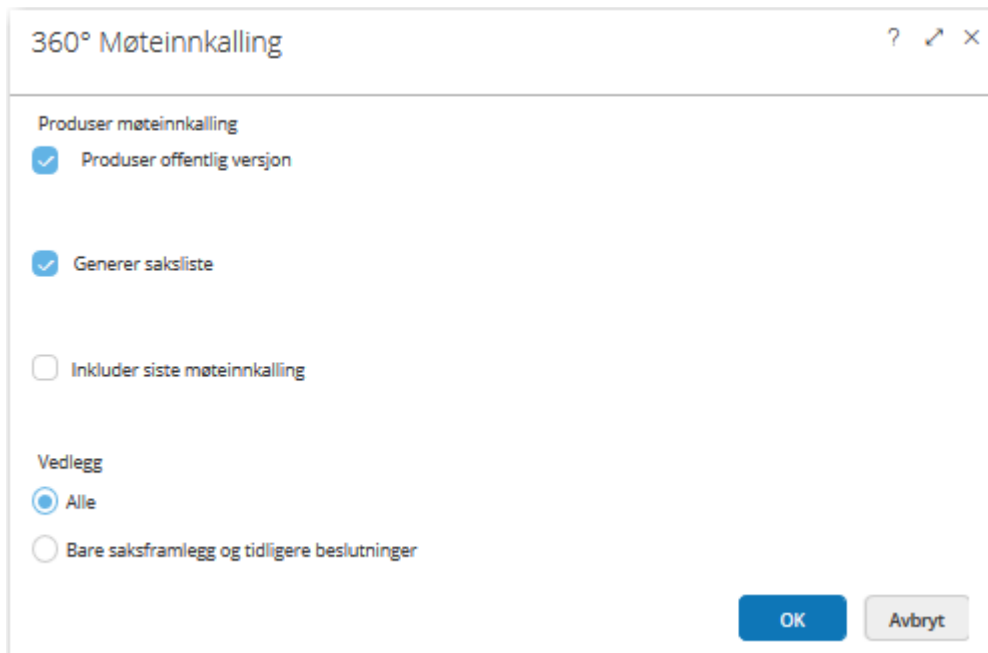 360° Møteinnkalling
?
Produser møteinnkalling
Produser offentlig versjon
Generer saksliste
Inkluder siste møteinnkalling
Vedlegg
Alle
Bare saksframlegg og tidligere beslutninger
OK Avbryt